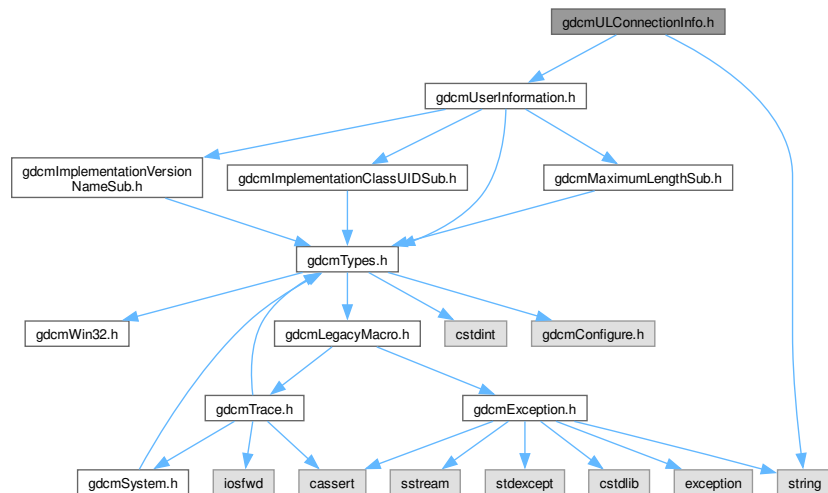 gdcmULConnectionInfo.h
gdcmUserInformation.h
gdcmImplementationVersion
NameSub.h
gdcmImplementationClassUIDSub.h
gdcmMaximumLengthSub.h
gdcmTypes.h
gdcmWin32.h
gdcmLegacyMacro.h
cstdint
gdcmConfigure.h
gdcmTrace.h
gdcmException.h
gdcmSystem.h
iosfwd
cassert
sstream
stdexcept
cstdlib
exception
string